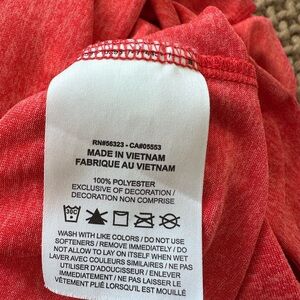 RN#56323 - CA#05553
MADE IN VIETNAM
FABRIQUE AU VIETNAM
100% POLYESTER
EXCLUSIVE OF DECORATION /
DECORATION NON COMPRISE
WASH WITH LIKE COLORS / DO NOT USE
SOFTENERS / REMOVE IMMEDIATELY / DO
NOT ALLOW TO LAY ON ITSELF WHEN WET
LAVER AVEC COULEURS SIMILAIRES / NE PAS
UTILISER D'ADOUCISSEUR / ENLEVER
IMMEDIATEMENT / NE PAS LAISSER LE
VÊTEMENT PLIÉ LORSQU'IL EST MOUILLÉ